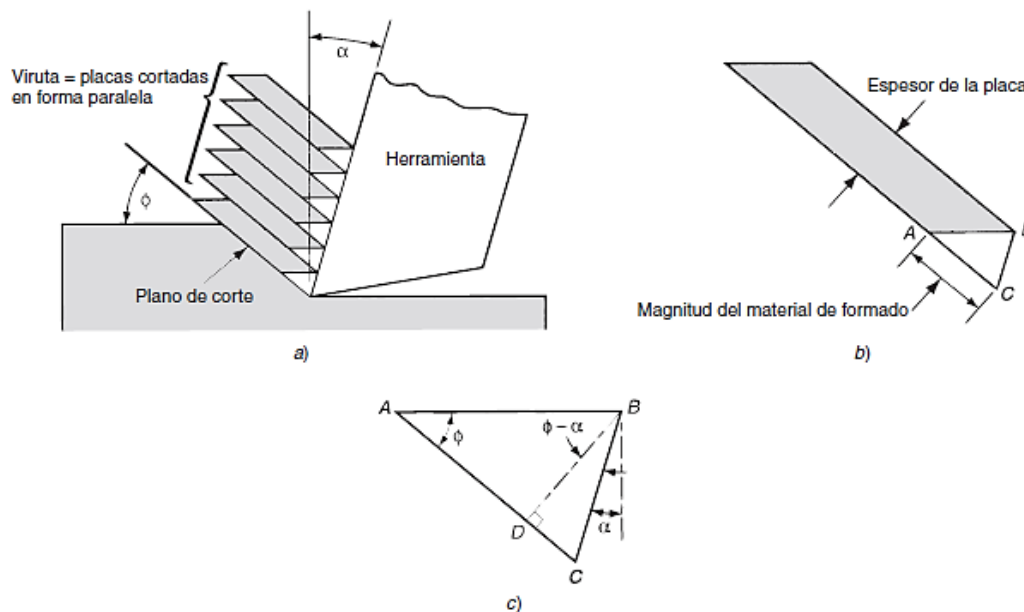 α
Viruta = placas cortadas
en forma paralela
Herramienta
ϕ
Plano de corte
a)
Espesor de la placa
A
C
Magnitud del material de formado
b)
A
B
ϕ
ϕ – α
D
α
C
c)